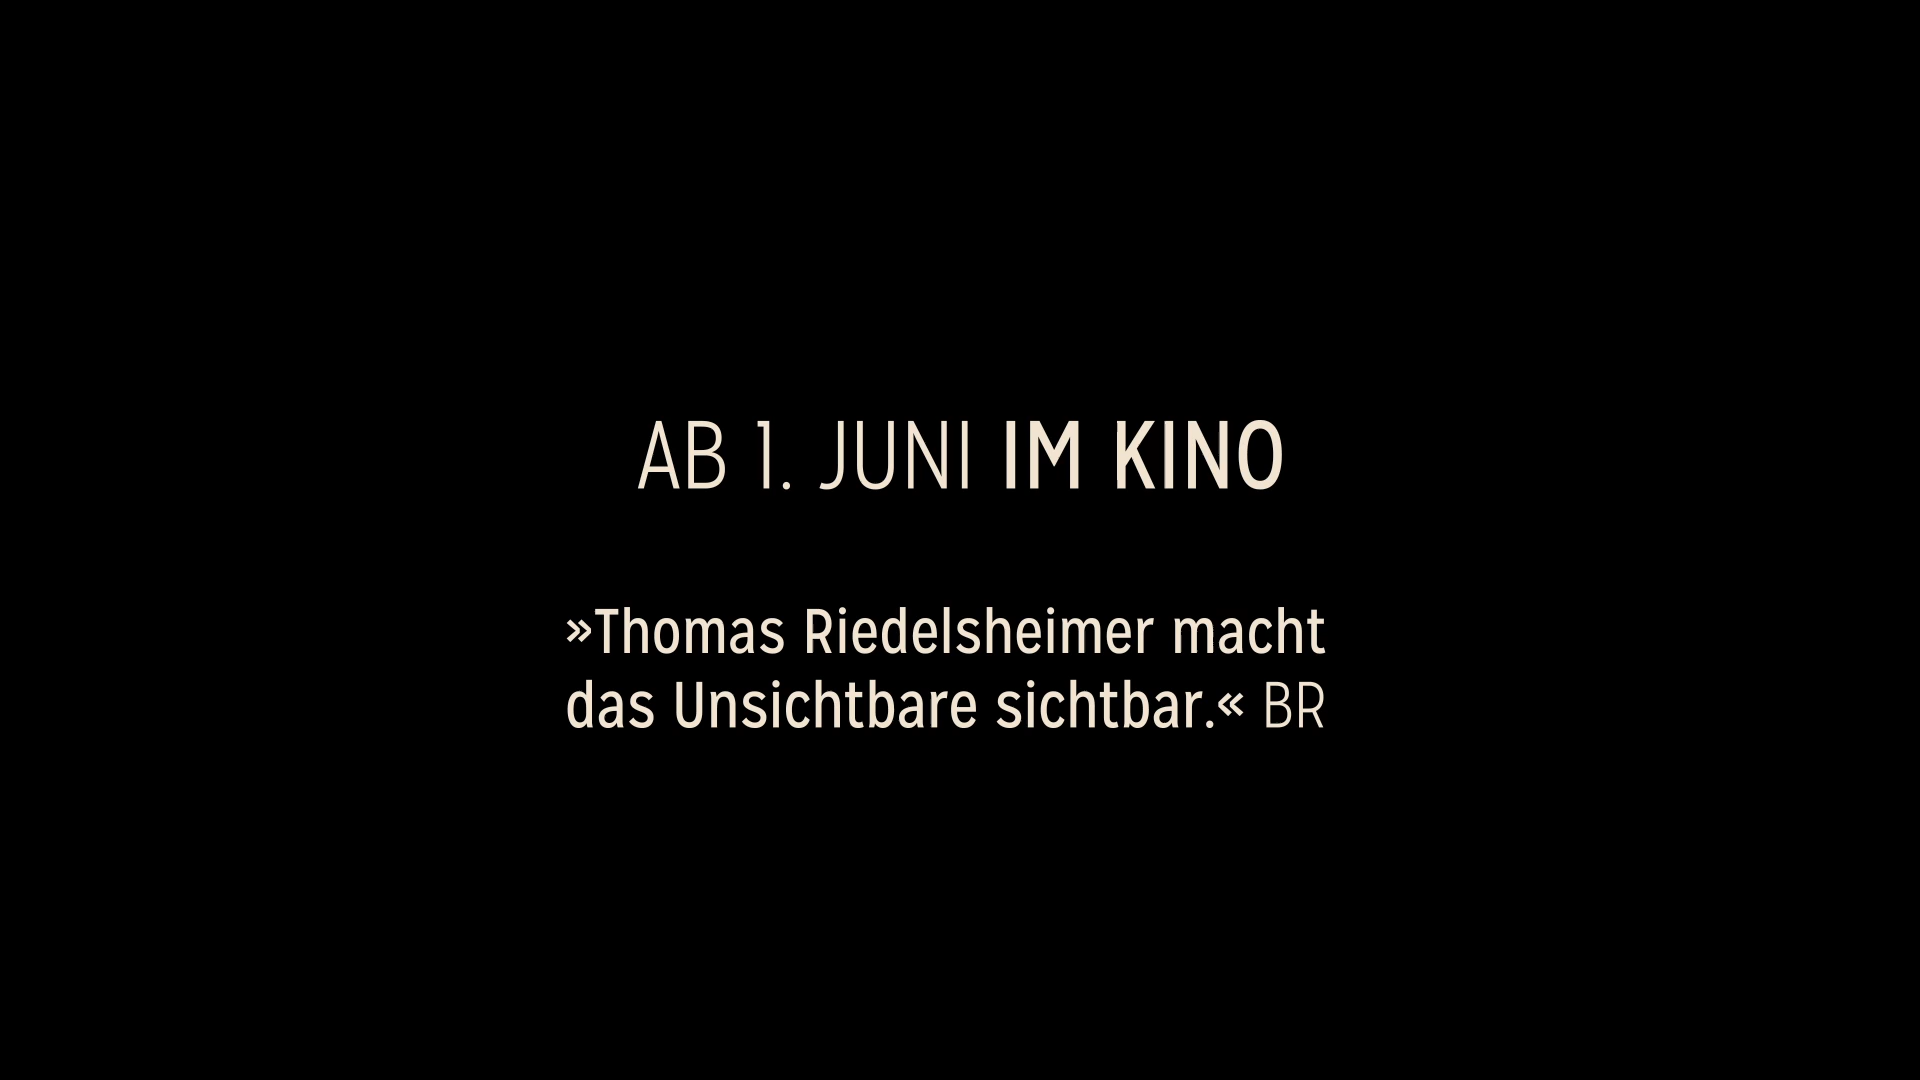 AB 1. JUNI IM KINO
»Thomas Riedelsheimer macht
das Unsichtbare sichtbar.« BR